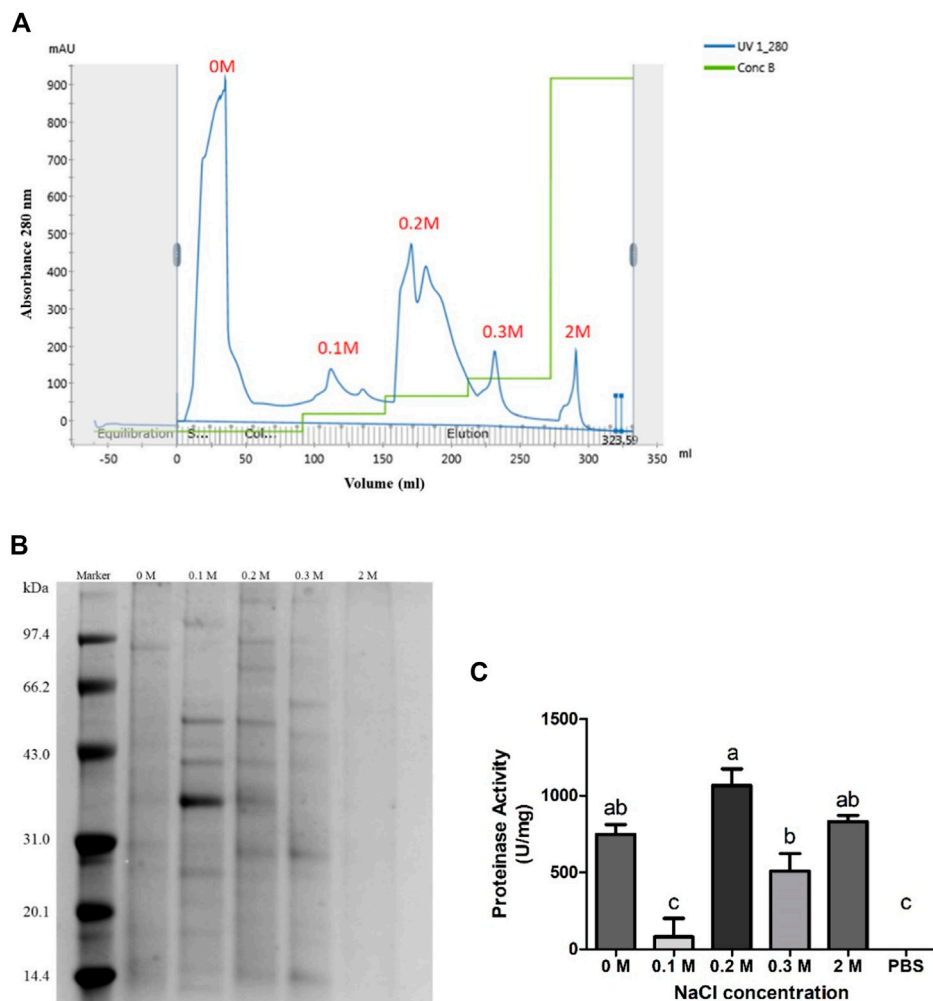 A
mAU
UV 1_280
Conc B
0M
0.1M
0.2M
0.3M
2M
900
800
700
600
500
400
300
200
100
0
Absorbance 280 nm
Equilibration S... Col... Elution
323.59
-50 0 50 100 150 200 250 300 350 ml
Volume (ml)
B
kDa
Marker 0 M 0.1 M 0.2 M 0.3 M 2 M
97.4
66.2
43.0
31.0
20.1
14.4
C
Proteinase Activity
(U/mg)
1500
1000
500
0
ab c a b ab c
0 M 0.1 M 0.2 M 0.3 M 2 M PBS
NaCl concentration